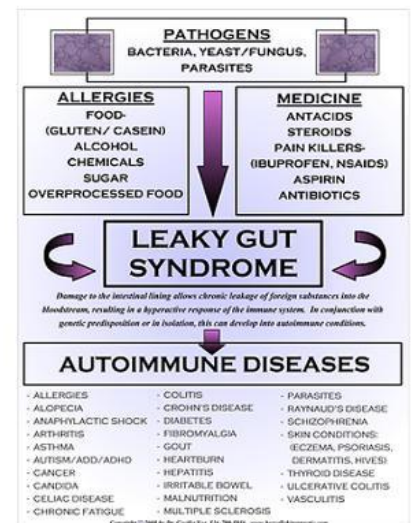 PATHOGENS
BACTERIA, YEAST/FUNGUS,
PARASITES
ALLERGIES
FOOD-
(GLUTEN/ CASEIN)
ALCOHOL
CHEMICALS
SUGAR
OVERPROCESSED FOOD
MEDICINE
ANTACIDS
STEROIDS
PAIN KILLERS-
(IBUPROFEN, NSAIDS)
ASPIRIN
ANTIBIOTICS
LEAKY GUT
SYNDROME
Damage to the intestinal lining allows chronic leakage of foreign substances into the
bloodstream, resulting in a hyperactive response of the immune system. In conjunction with
genetic predisposition or in isolation, this can develop into autoimmune conditions.
AUTOIMMUNE DISEASES
- ALLERGIES
- ALOPECIA
- ANAPHYLACTIC SHOCK
- ARTHRITIS
- ASTHMA
- AUTISM/ADD/ADHD
- CANCER
- CANDIDA
- CELIAC DISEASE
- CHRONIC FATIGUE
- COLITIS
- CROHN'S DISEASE
- DIABETES
- FIBROMYALGIA
- GOUT
- HEARTBURN
- HEPATITIS
- IRRITABLE BOWEL
- MALNUTRITION
- MULTIPLE SCLEROSIS
- PARASITES
- RAYNAUD'S DISEASE
- SCHIZOPHRENIA
- SKIN CONDITIONS:
(ECZEMA, PSORIASIS,
DERMATITIS, HIVES)
- THYROID DISEASE
- ULCERATIVE COLITIS
- VASCULITIS